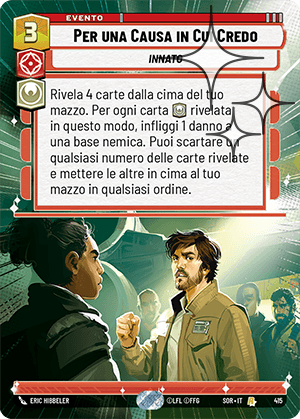 3
EVENTO
PER UNA CAUSA IN CUI CREDO
INNATO
Rivela 4 carte dalla cima del tuo
mazzo. Per ogni carta rivelata
in questo modo, infliggi 1 danno a
una base nemica. Puoi scartare un
qualsiasi numero delle carte rivelate
e mettere le altre in cima al tuo
mazzo in qualsiasi ordine.
ERIC HIBBELER ©LFL ©FFG SOR • IT 415